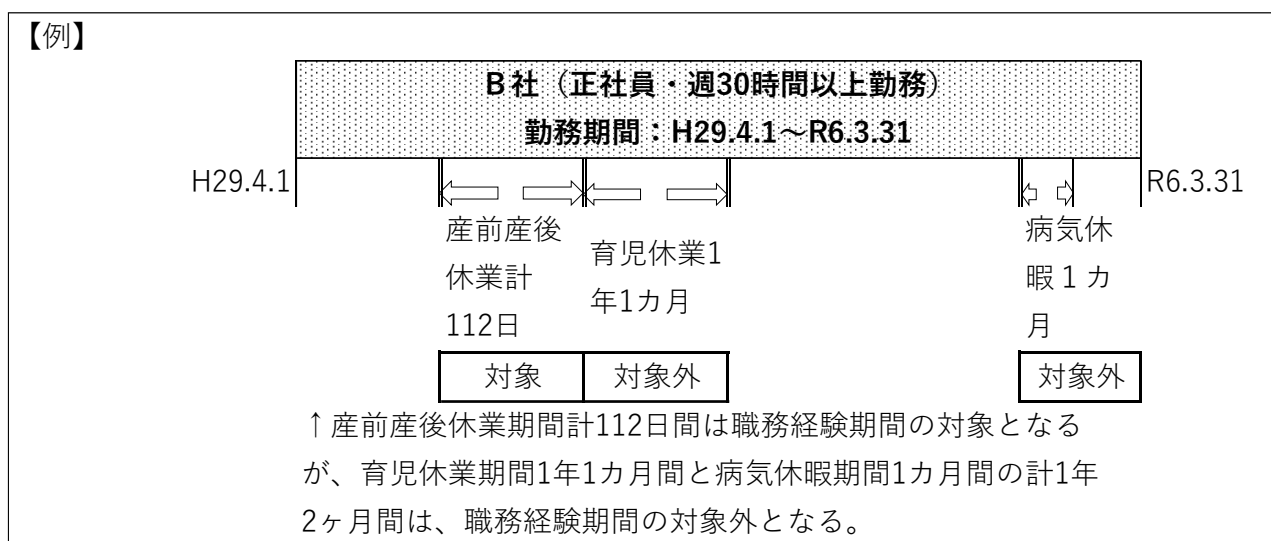 【例】
B社（正社員・週30時間以上勤務）
勤務期間：H29.4.1～R6.3.31
H29.4.1
R6.3.31
産前産後
休業計
112日
育児休業1
年1カ月
病気休
暇１カ
月
対象
対象外
対象外
↑産前産後休業期間計112日間は職務経験期間の対象となる
が、育児休業期間1年1カ月間と病気休暇期間1カ月間の計1年
2ヶ月間は、職務経験期間の対象外となる。